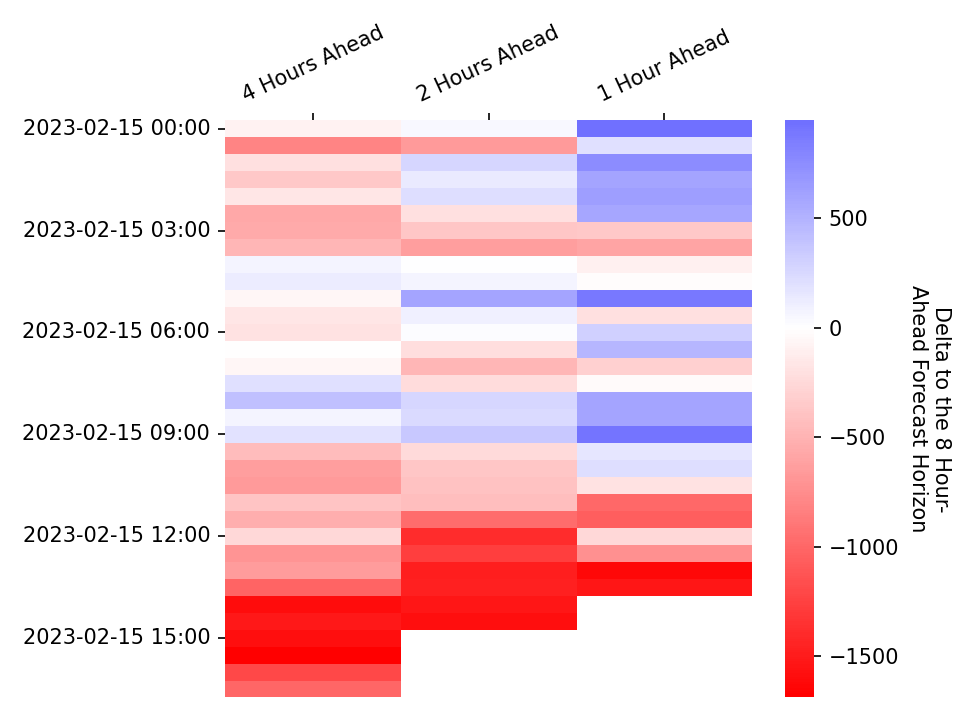 4 Hours Ahead
2 Hours Ahead
1 Hour Ahead
2023-02-15 00:00
2023-02-15 03:00
2023-02-15 06:00
2023-02-15 09:00
2023-02-15 12:00
2023-02-15 15:00
500
0
−500
−1000
−1500
Delta to the 8 Hour-
Ahead Forecast Horizon